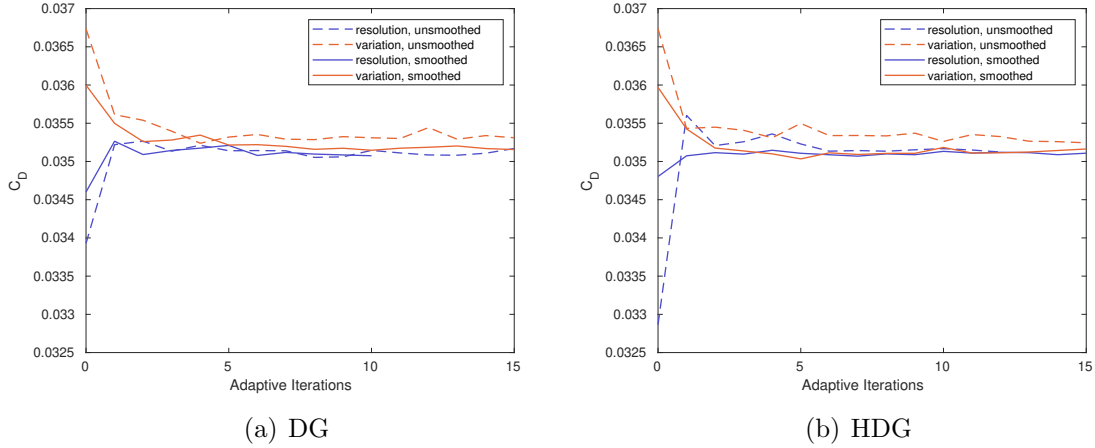 0.037
0.0365
0.036
0.0355
0.035
0.0345
0.034
0.0335
0.033
0.0325
C_D
0 5 10 15
Adaptive Iterations
resolution, unsmoothed
variation, unsmoothed
resolution, smoothed
variation, smoothed
(a) DG
0.037
0.0365
0.036
0.0355
0.035
0.0345
0.034
0.0335
0.033
0.0325
C_D
0 5 10 15
Adaptive Iterations
resolution, unsmoothed
variation, unsmoothed
resolution, smoothed
variation, smoothed
(b) HDG